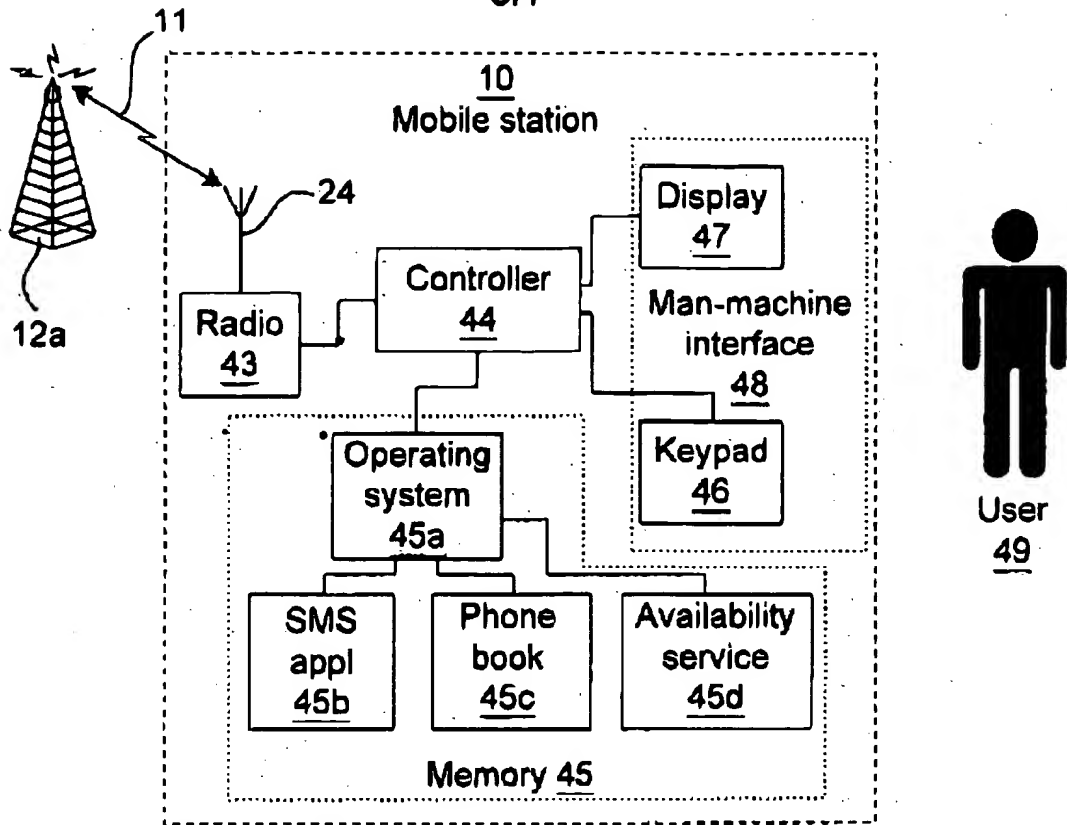 11
10
Mobile station
24
Display
47
Controller
44
Man-machine
interface
48
12a
Radio
43
Operating
system
45a
Keypad
46
User
49
SMS
appl
45b
Phone
book
45c
Availability
service
45d
Memory 45